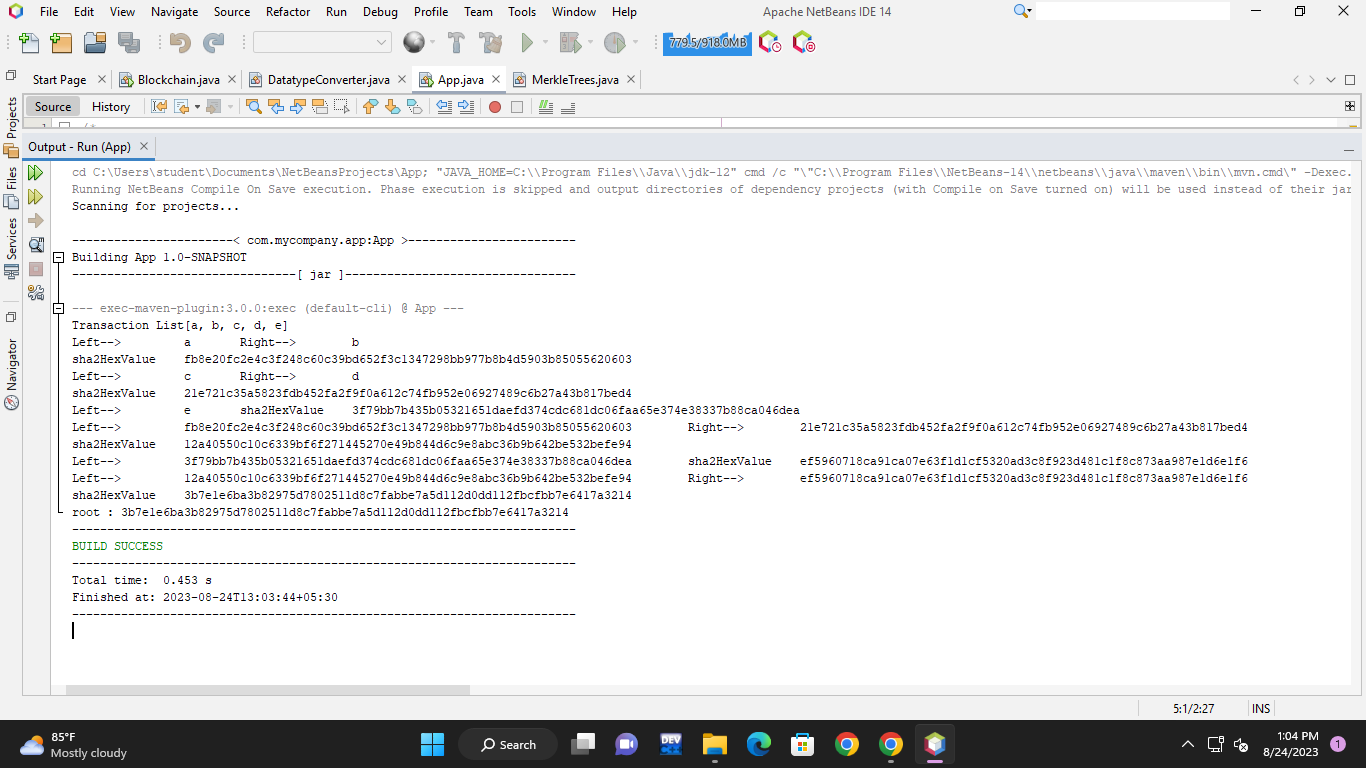 File Edit View Navigate Source Refactor Run Debug Profile Team Tools Window Help Apache NetBeans IDE 14
779.5/918.0MB
Start Page Blockchain.java DatatypeConverter.java App.java MerkleTrees.java
Source History
Projects
Files
Services
Navigator
Output - Run (App)
cd C:\Users\student\Documents\NetBeansProjects\App; "JAVA_HOME=C:\\Program Files\\Java\\jdk-12" cmd /c "\"C:\\Program Files\\NetBeans-14\\netbeans\\java\\maven\\bin\\mvn.cmd\" -Dexec.
Running NetBeans Compile On Save execution. Phase execution is skipped and output directories of dependency projects (with Compile on Save turned on) will be used instead of their jar
Scanning for projects...
-----------------------< com.mycompany.app:App >------------------------
Building App 1.0-SNAPSHOT
--------------------------------[ jar ]---------------------------------
--- exec-maven-plugin:3.0.0:exec (default-cli) @ App ---
Transaction List[a, b, c, d, e]
Left--> a Right--> b
sha2HexValue fb8e20fc2e4c3f248c60c39bd652f3c1347298bb977b8b4d5903b85055620603
Left--> c Right--> d
sha2HexValue 21e721c35a5823fdb452fa2f9f0a612c74fb952e06927489c6b27a43b817bed4
Left--> e sha2HexValue 3f79bb7b435b05321651daefd374cdc681dc06faa65e374e38337b88ca046dea
Left--> fb8e20fc2e4c3f248c60c39bd652f3c1347298bb977b8b4d5903b85055620603 Right--> 21e721c35a5823fdb452fa2f9f0a612c74fb952e06927489c6b27a43b817bed4
sha2HexValue 12a40550c10c6339bf6f271445270e49b844d6c9e8abc36b9b642be532befe94
Left--> 3f79bb7b435b05321651daefd374cdc681dc06faa65e374e38337b88ca046dea sha2HexValue ef5960718ca91ca07e63f1d1cf5320ad3c8f923d481c1f8c873aa987e1d6e1f6
Left--> 12a40550c10c6339bf6f271445270e49b844d6c9e8abc36b9b642be532befe94 Right--> ef5960718ca91ca07e63f1d1cf5320ad3c8f923d481c1f8c873aa987e1d6e1f6
sha2HexValue 3b7e1e6ba3b82975d7802511d8c7fabbe7a5d112d0dd112fbcfbb7e6417a3214
root : 3b7e1e6ba3b82975d7802511d8c7fabbe7a5d112d0dd112fbcfbb7e6417a3214
------------------------------------------------------------------------
BUILD SUCCESS
------------------------------------------------------------------------
Total time:  0.453 s
Finished at: 2023-08-24T13:03:44+05:30
------------------------------------------------------------------------
5:1/2:27 INS
85°F
Mostly cloudy
Search
DEV
1:04 PM
8/24/2023
1